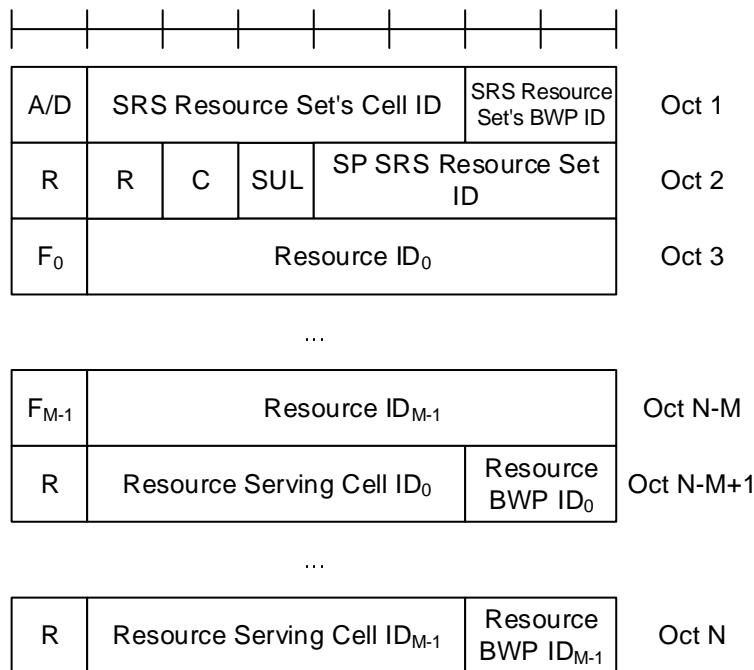 A/D SRS Resource Set's Cell ID SRS Resource Set's BWP ID Oct 1
R R C SUL SP SRS Resource Set ID Oct 2
F0 Resource ID0 Oct 3
...
FM-1 Resource IDM-1 Oct N-M
R Resource Serving Cell ID0 Resource BWP ID0 Oct N-M+1
...
R Resource Serving Cell IDM-1 Resource BWP IDM-1 Oct N